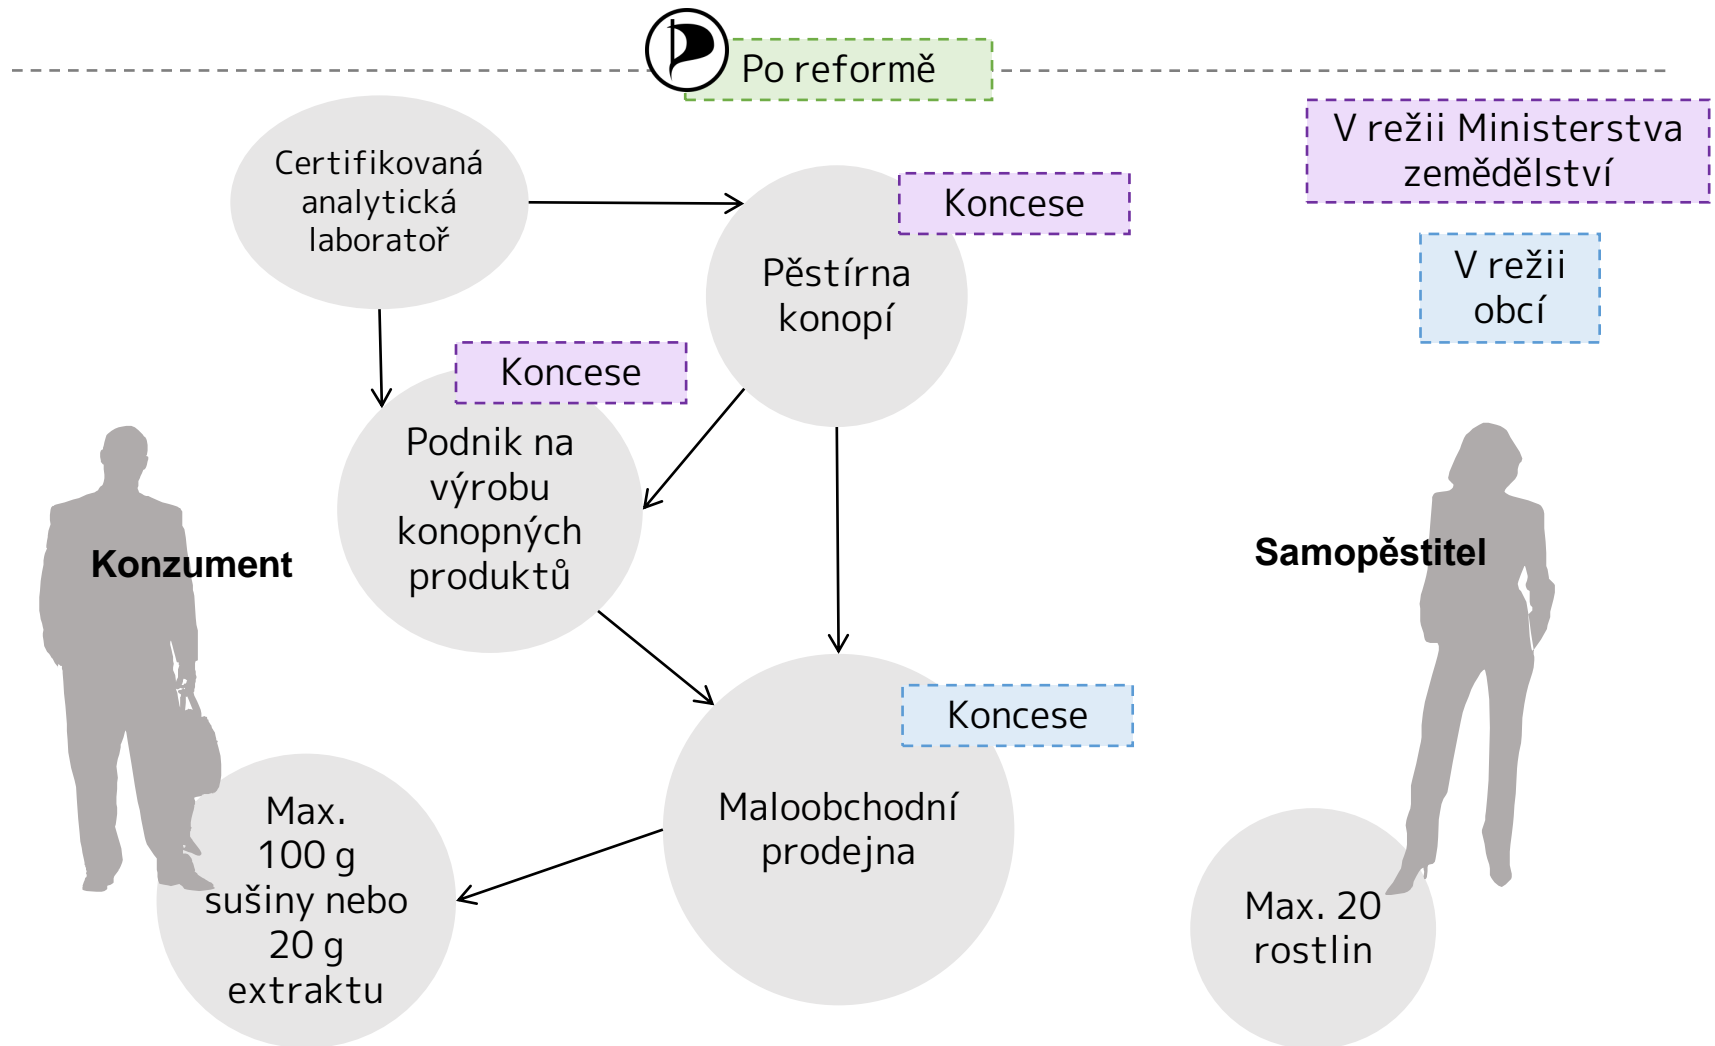 Po reformě
V režii Ministerstva
zemědělství
V režii
obcí
Certifikovaná
analytická
laboratoř
Koncese
Pěstírna
konopí
Koncese
Podnik na
výrobu
konopných
produktů
Konzument
Samopěstitel
Koncese
Maloobchodní
prodejna
Max.
100 g
sušiny nebo
20 g
extraktu
Max. 20
rostlin